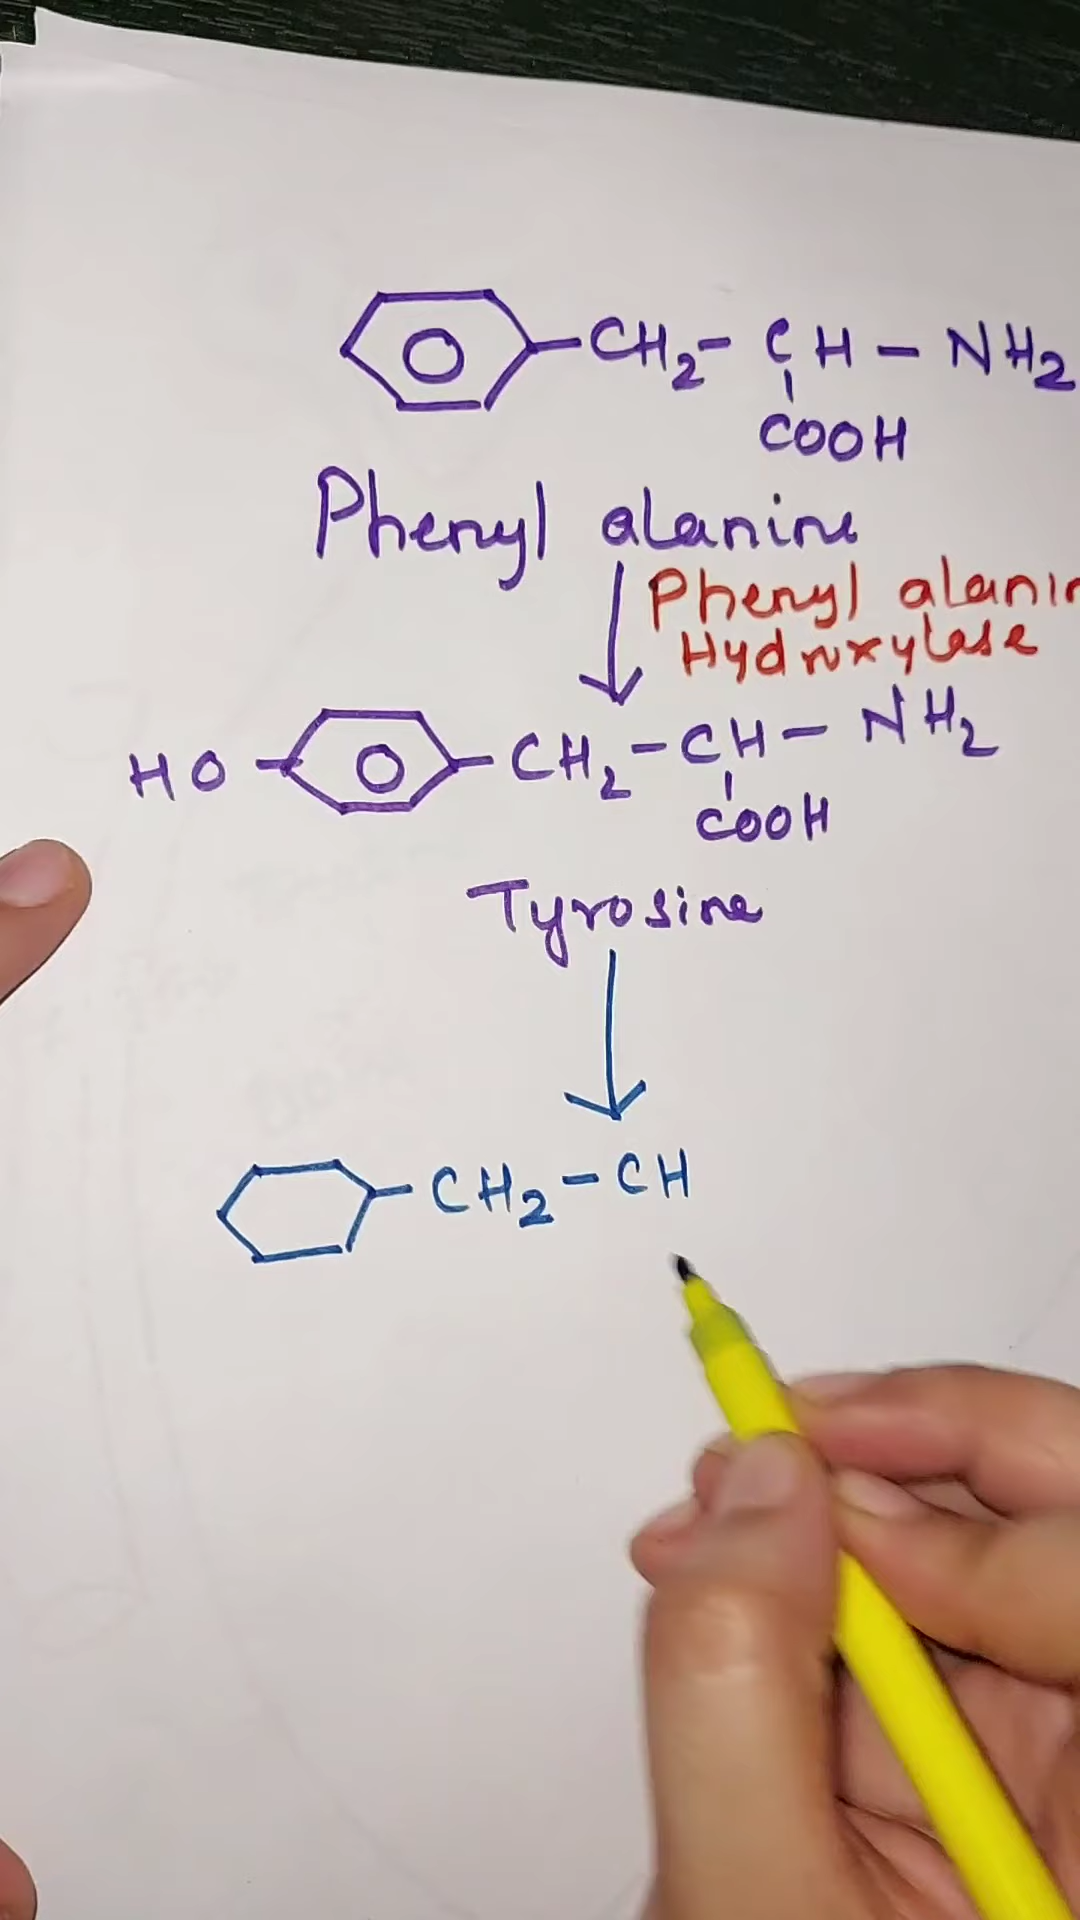 CH₂ - CH - NH₂
COOH
Phenyl alanine
Phenyl alanin
Hydroxylase
HO - CH₂ - CH - NH₂
COOH
Tyrosine
CH₂ - CH